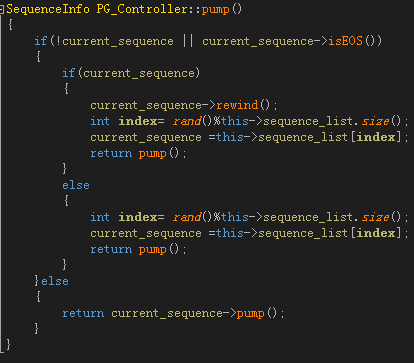 SequenceInfo PG_Controller::pump()
{
if(!current_sequence || current_sequence->isEOS())
{
if(current_sequence)
{
current_sequence->rewind();
int index= rand()%this->sequence_list.size();
current_sequence =this->sequence_list[index];
return pump();
}
else
{
int index= rand()%this->sequence_list.size();
current_sequence =this->sequence_list[index];
return pump();
}
}else
{
return current_sequence->pump();
}
}